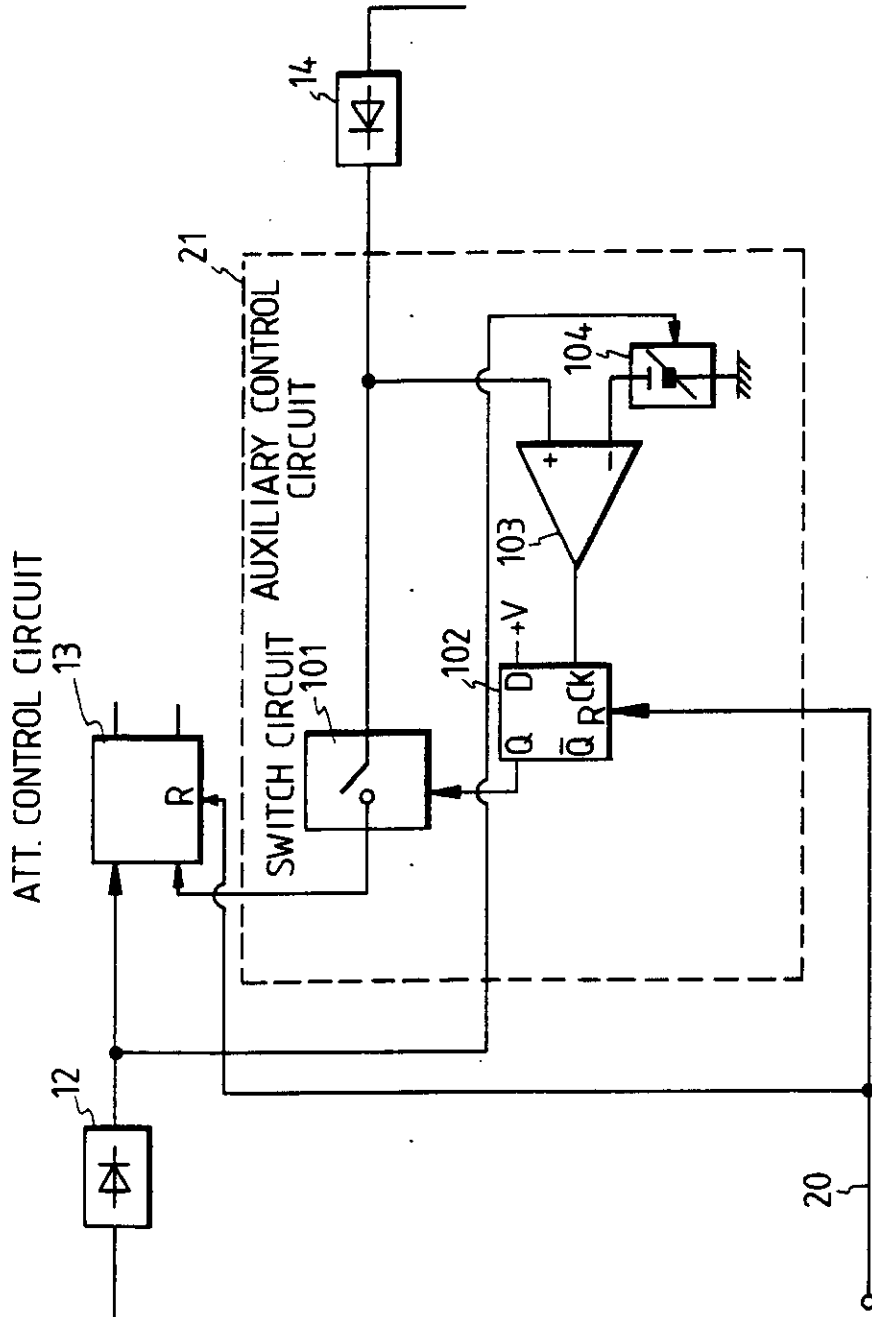 ATT. CONTROL CIRCUIT
13
12
R
14
21
AUXILIARY CONTROL
CIRCUIT
SWITCH CIRCUIT
101
102
+V
Q
D
Q̅
R
CK
103
+
−
104
20